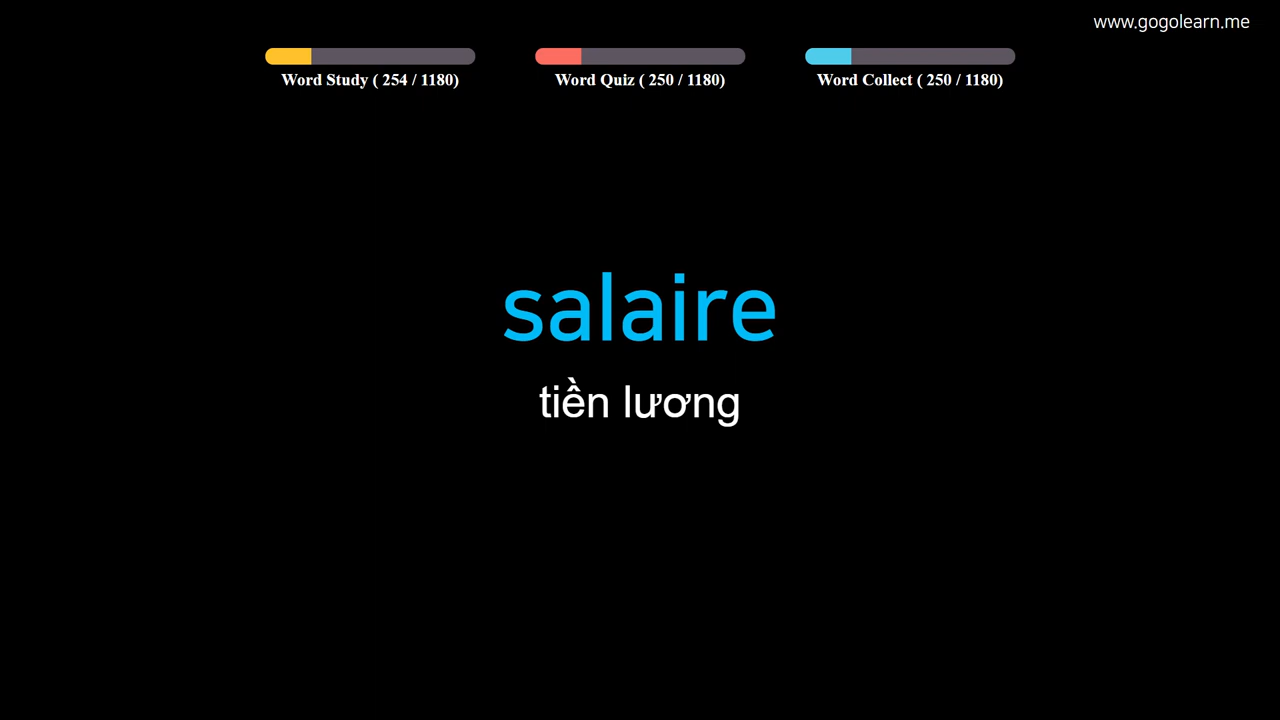 www.gogolearn.me
Word Study ( 254 / 1180)
Word Quiz ( 250 / 1180)
Word Collect ( 250 / 1180)
salaire
tiền lương